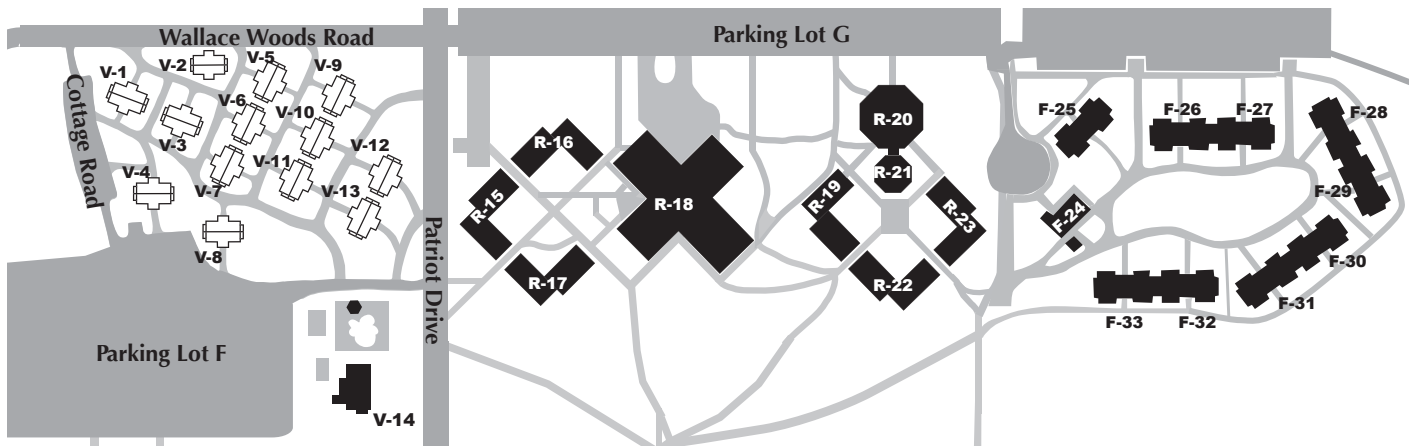 Wallace Woods Road
Parking Lot G
V-1
V-2
V-5
V-9
V-3
V-6
V-10
V-12
V-4
V-7
V-11
V-13
V-8
Cottage Road
Patriot Drive
Parking Lot F
V-14
R-16
R-15
R-17
R-18
R-20
R-21
R-19
R-23
R-22
F-25
F-26
F-27
F-28
F-24
F-29
F-30
F-31
F-33
F-32